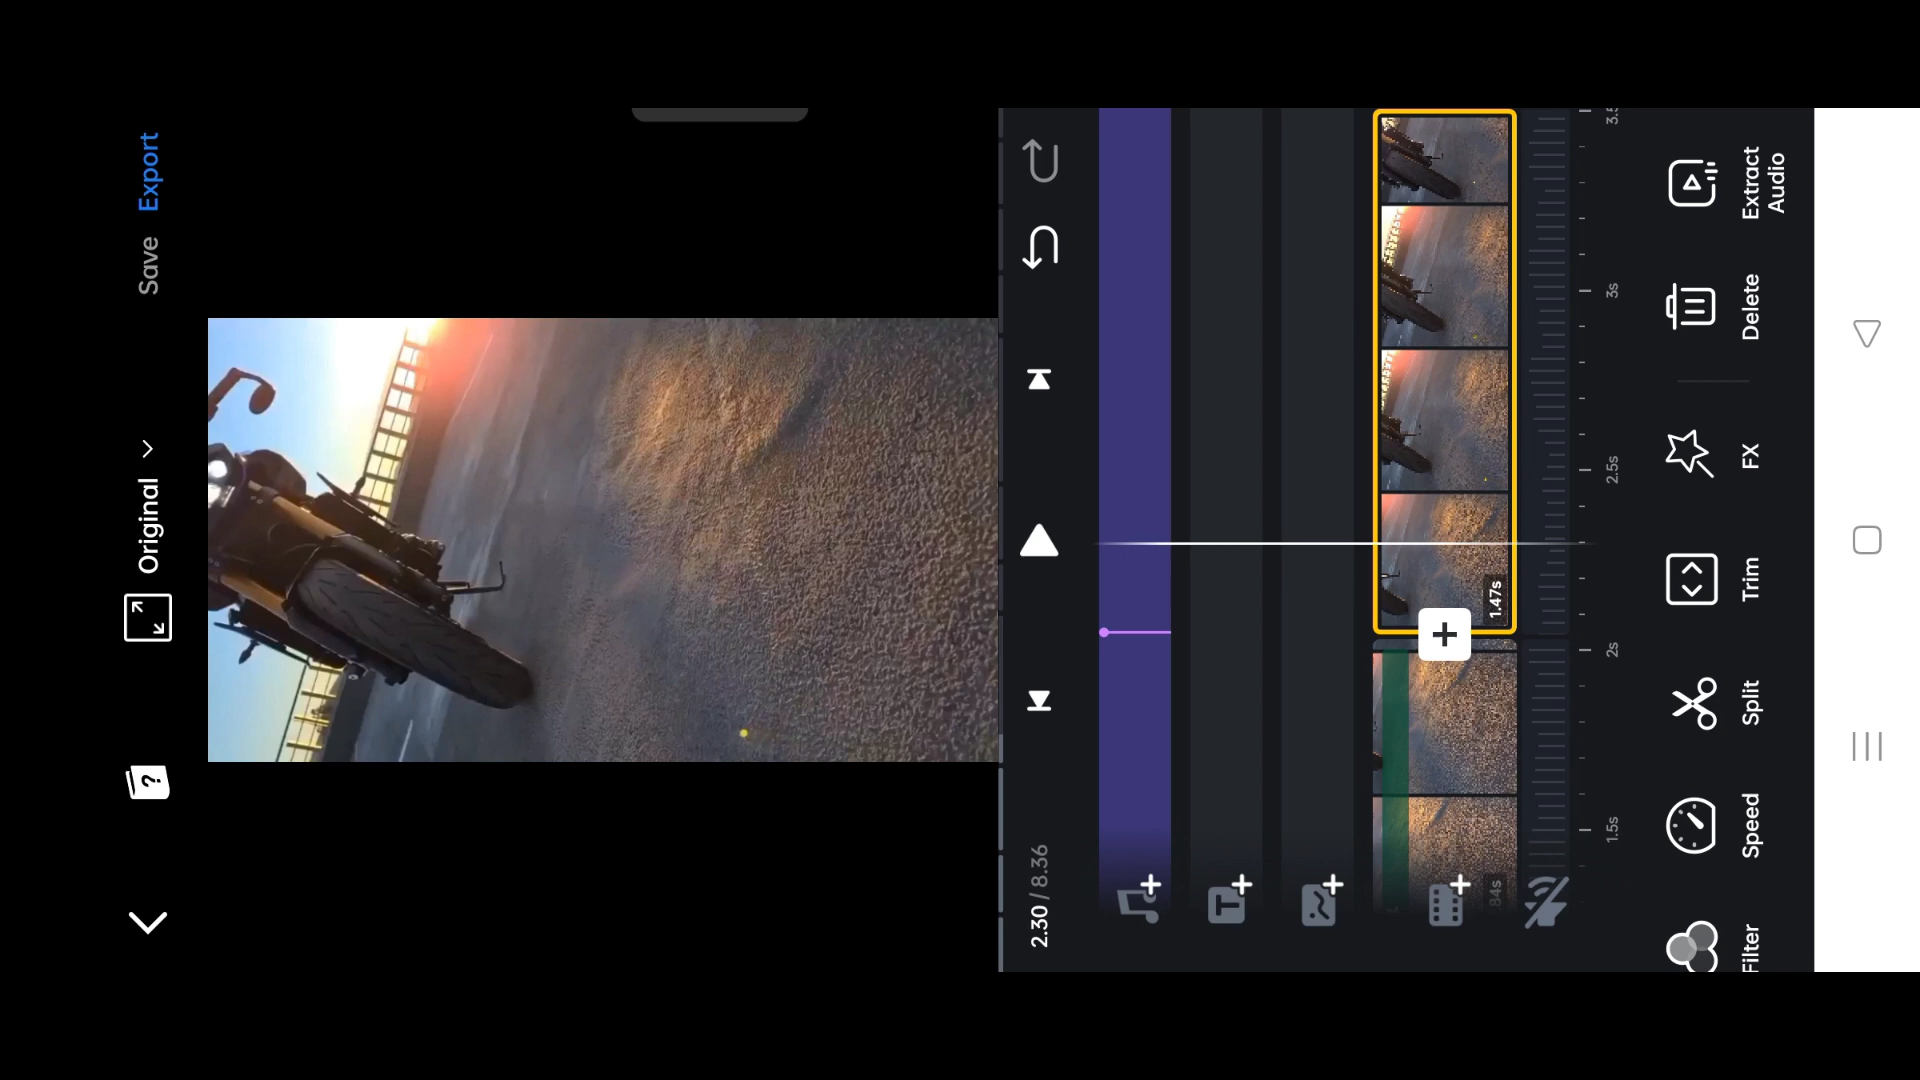 Original
Save
Export
2.30 / 8.36
1.47s
84s
1.5s
2s
2.5s
3s
Filter
Speed
Split
Trim
FX
Delete
Extract
Audio